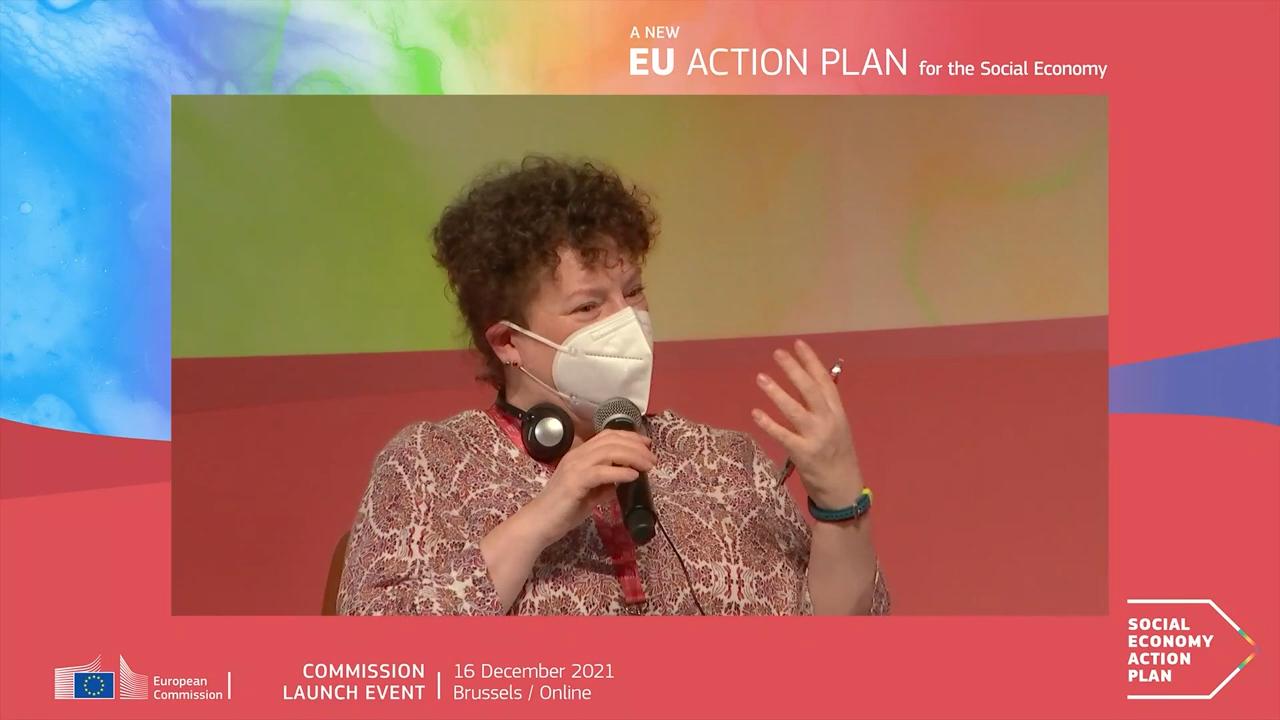 A NEW
EU ACTION PLAN for the Social Economy
SOCIAL
ECONOMY
ACTION
PLAN
European
Commission
COMMISSION
LAUNCH EVENT
16 December 2021
Brussels / Online